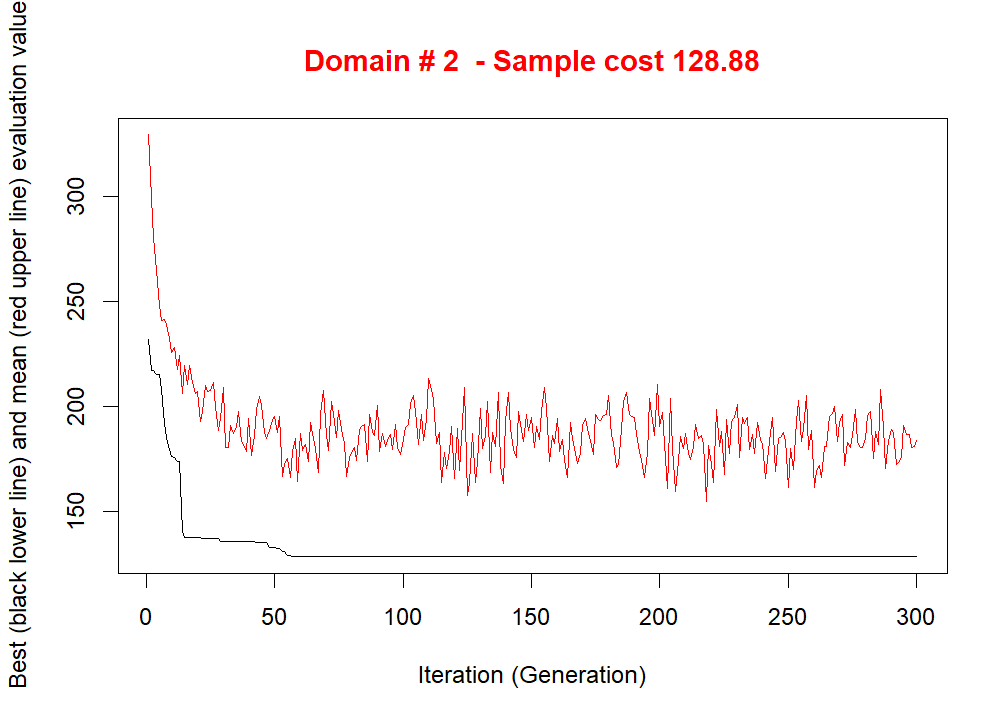 Domain # 2  - Sample cost 128.88
Best (black lower line) and mean (red upper line) evaluation value
300
250
200
150
0 50 100 150 200 250 300
Iteration (Generation)